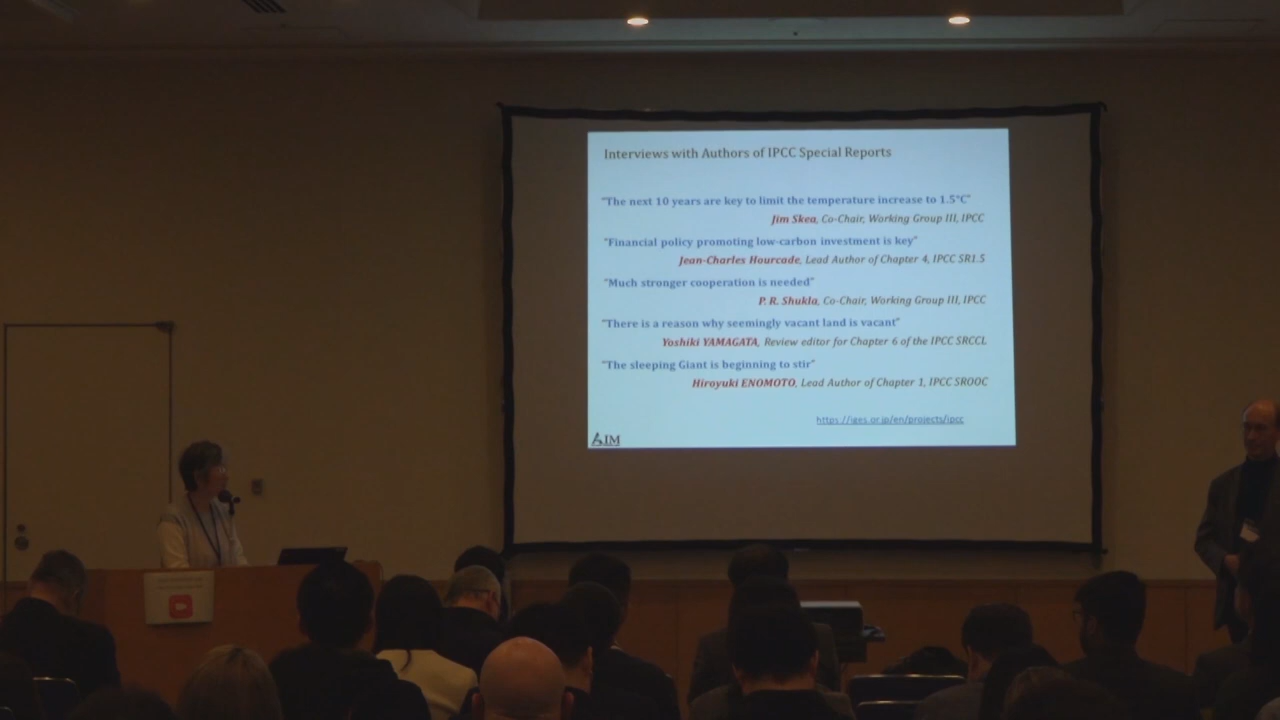 Interviews with Authors of IPCC Special Reports
"The next 10 years are key to limit the temperature increase to 1.5°C"
Jim Skea, Co-Chair, Working Group III, IPCC
"Financial policy promoting low-carbon investment is key"
Jean-Charles Hourcade, Lead Author of Chapter 4, IPCC SR1.5
"Much stronger cooperation is needed"
P. R. Shukla, Co-Chair, Working Group III, IPCC
"There is a reason why seemingly vacant land is vacant"
Yoshiki YAMAGATA, Review editor for Chapter 6 of the IPCC SRCCL
"The sleeping Giant is beginning to stir"
Hiroyuki ENOMOTO, Lead Author of Chapter 1, IPCC SROOC
https://iges.or.jp/en/projects/ipcc
AIM